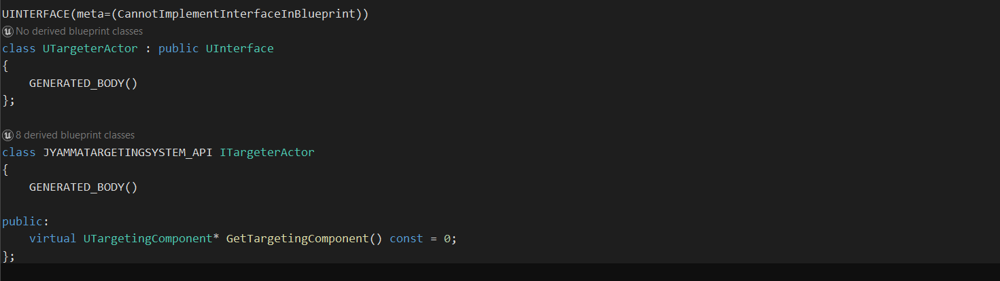 UINTERFACE(meta=(CannotImplementInterfaceInBlueprint))
No derived blueprint classes
class UTargeterActor : public UInterface
{
    GENERATED_BODY()
};
8 derived blueprint classes
class JYAMMATARGETINGSYSTEM_API ITargeterActor
{
    GENERATED_BODY()
public:
    virtual UTargetingComponent* GetTargetingComponent() const = 0;
};